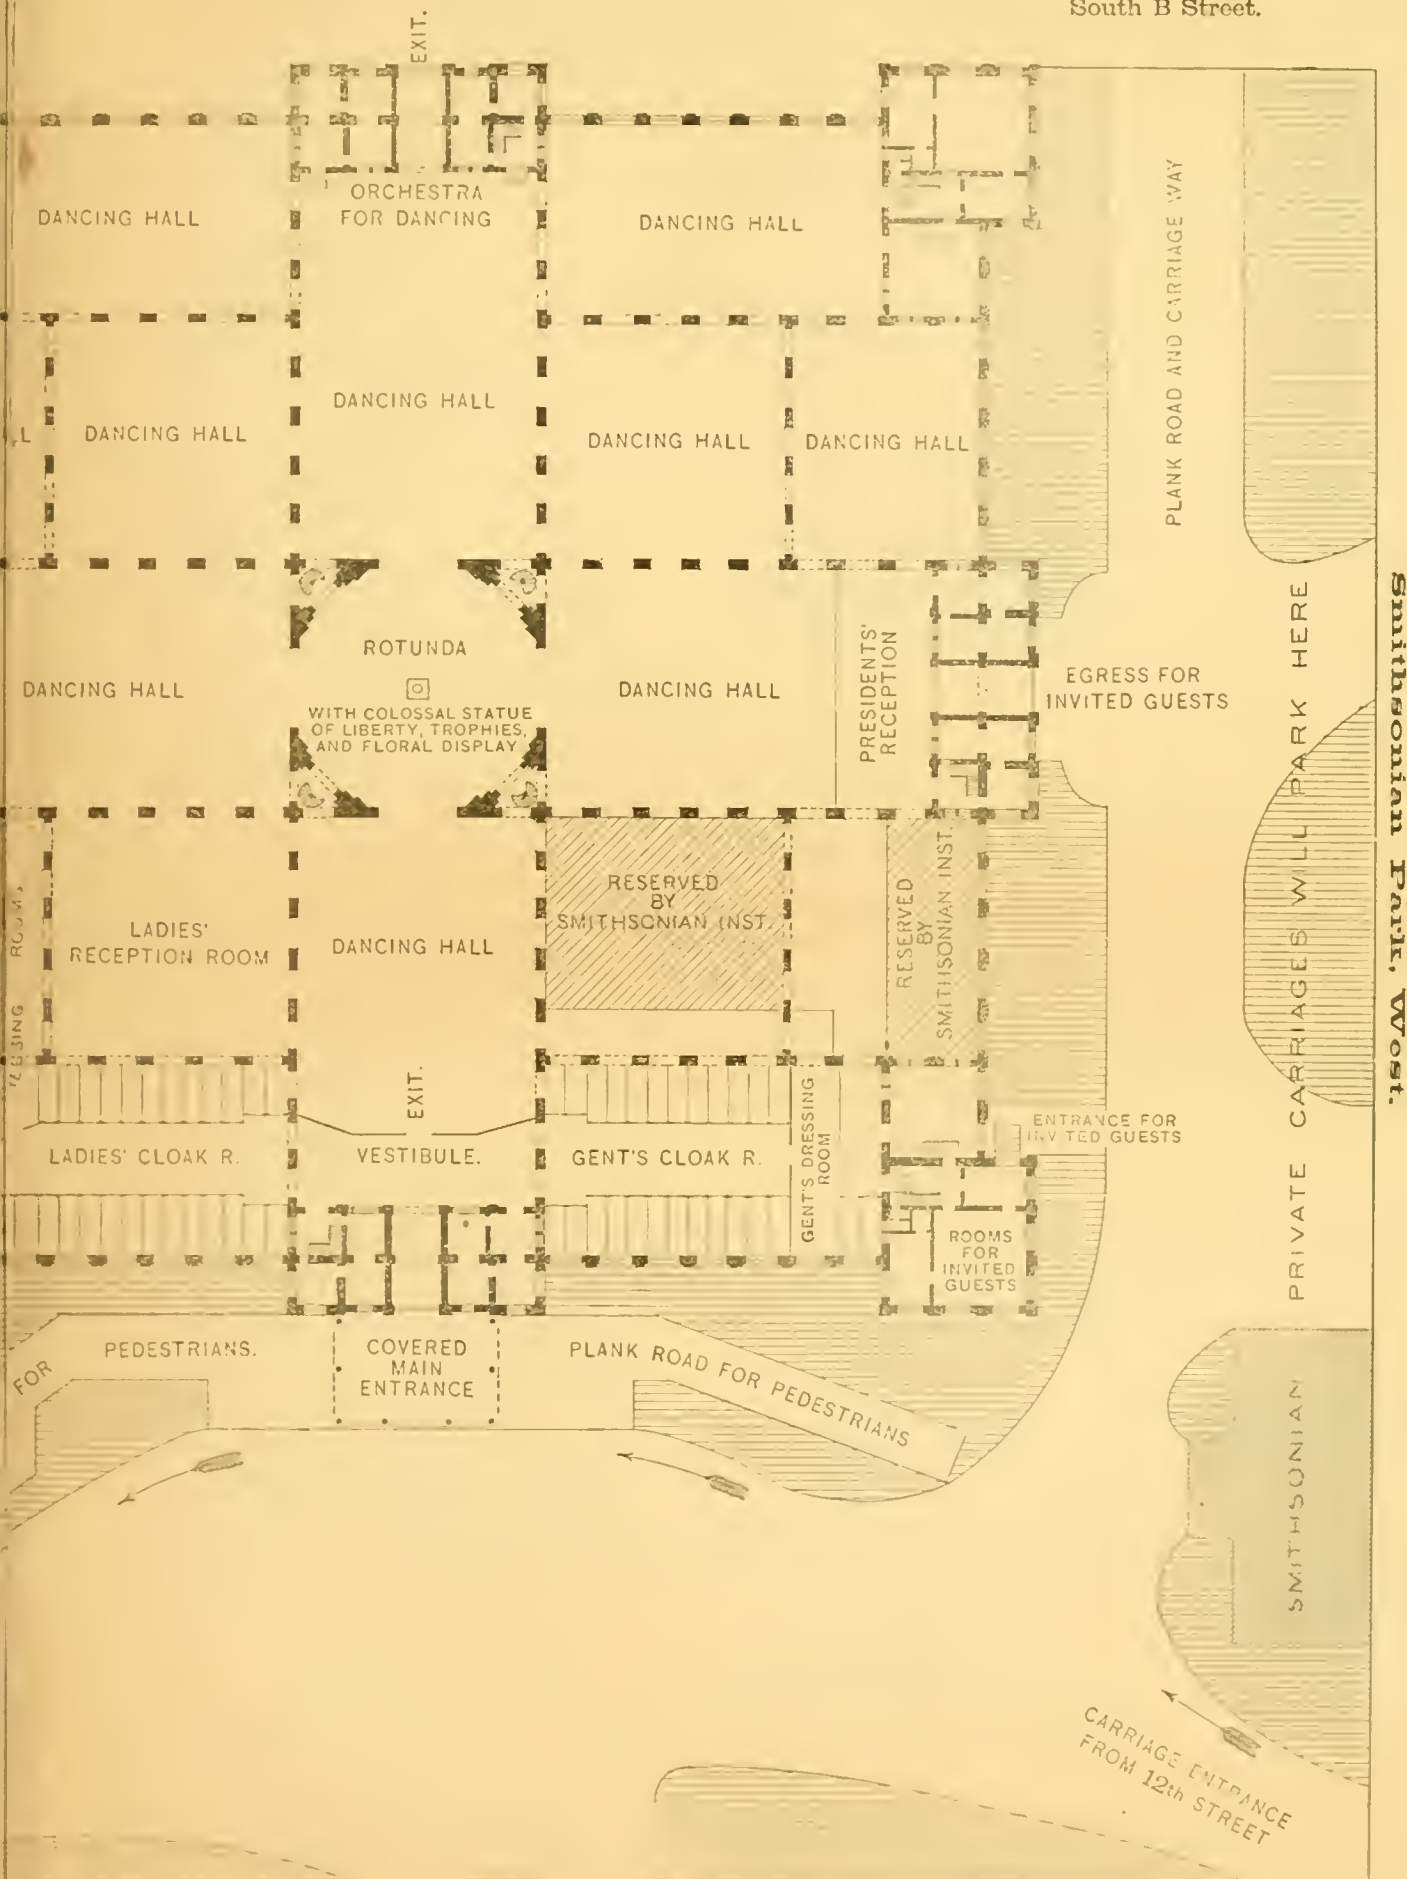 South B Street.
EXIT.
ORCHESTRA
FOR DANCING
DANCING HALL
DANCING HALL
PLANK ROAD AND CARRIAGE WAY
DANCING HALL
DANCING HALL
DANCING HALL
DANCING HALL
Smithsonian Park, West.
ROTUNDA
WITH COLOSSAL STATUE
OF LIBERTY, TROPHIES,
AND FLORAL DISPLAY
DANCING HALL
DANCING HALL
PRESIDENTS'
RECEPTION
EGRESS FOR
INVITED GUESTS
PRIVATE CARRIAGES WILL PARK HERE
LADIES'
RECEPTION ROOM
DANCING HALL
RESERVED
BY
SMITHSONIAN INST.
RESERVED
BY
SMITHSONIAN INST.
EXIT.
LADIES' CLOAK R.
VESTIBULE.
GENT'S CLOAK R.
GENT'S DRESSING
ROOM
ENTRANCE FOR
INVITED GUESTS
ROOMS
FOR
INVITED
GUESTS
FOR
PEDESTRIANS.
COVERED
MAIN
ENTRANCE
PLANK ROAD FOR PEDESTRIANS
SMITHSONIAN
CARRIAGE ENTRANCE
FROM 12th STREET